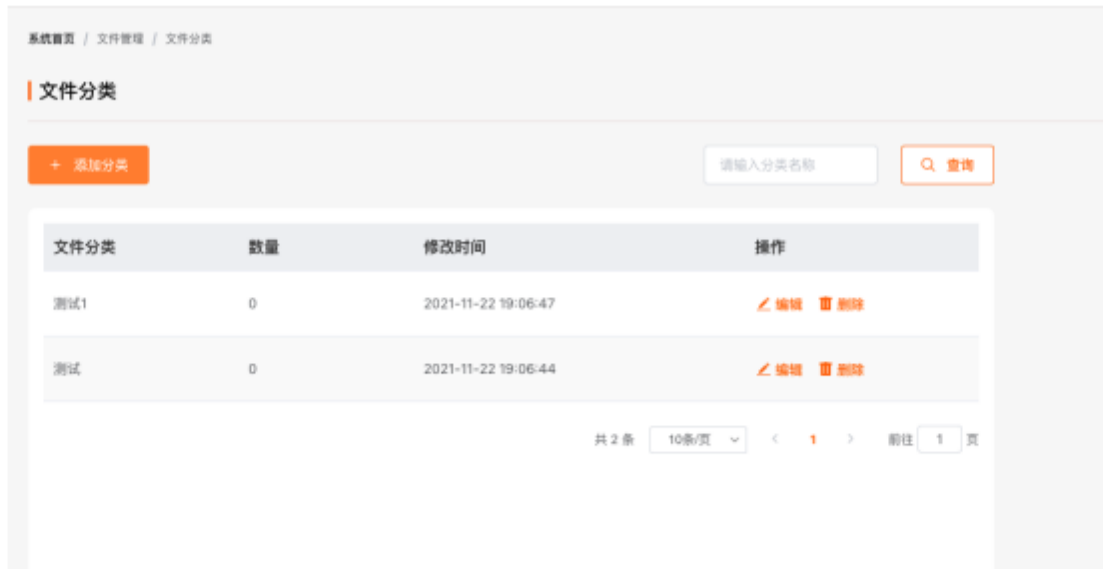 系统首页 / 文件管理 / 文件分类
文件分类
+ 添加分类 请输入分类名称 查询
文件分类 数量 修改时间 操作
测试1 0 2021-11-22 19:06:47 编辑 删除
测试 0 2021-11-22 19:06:44 编辑 删除
共 2 条 10条/页 < 1 > 前往 1 页